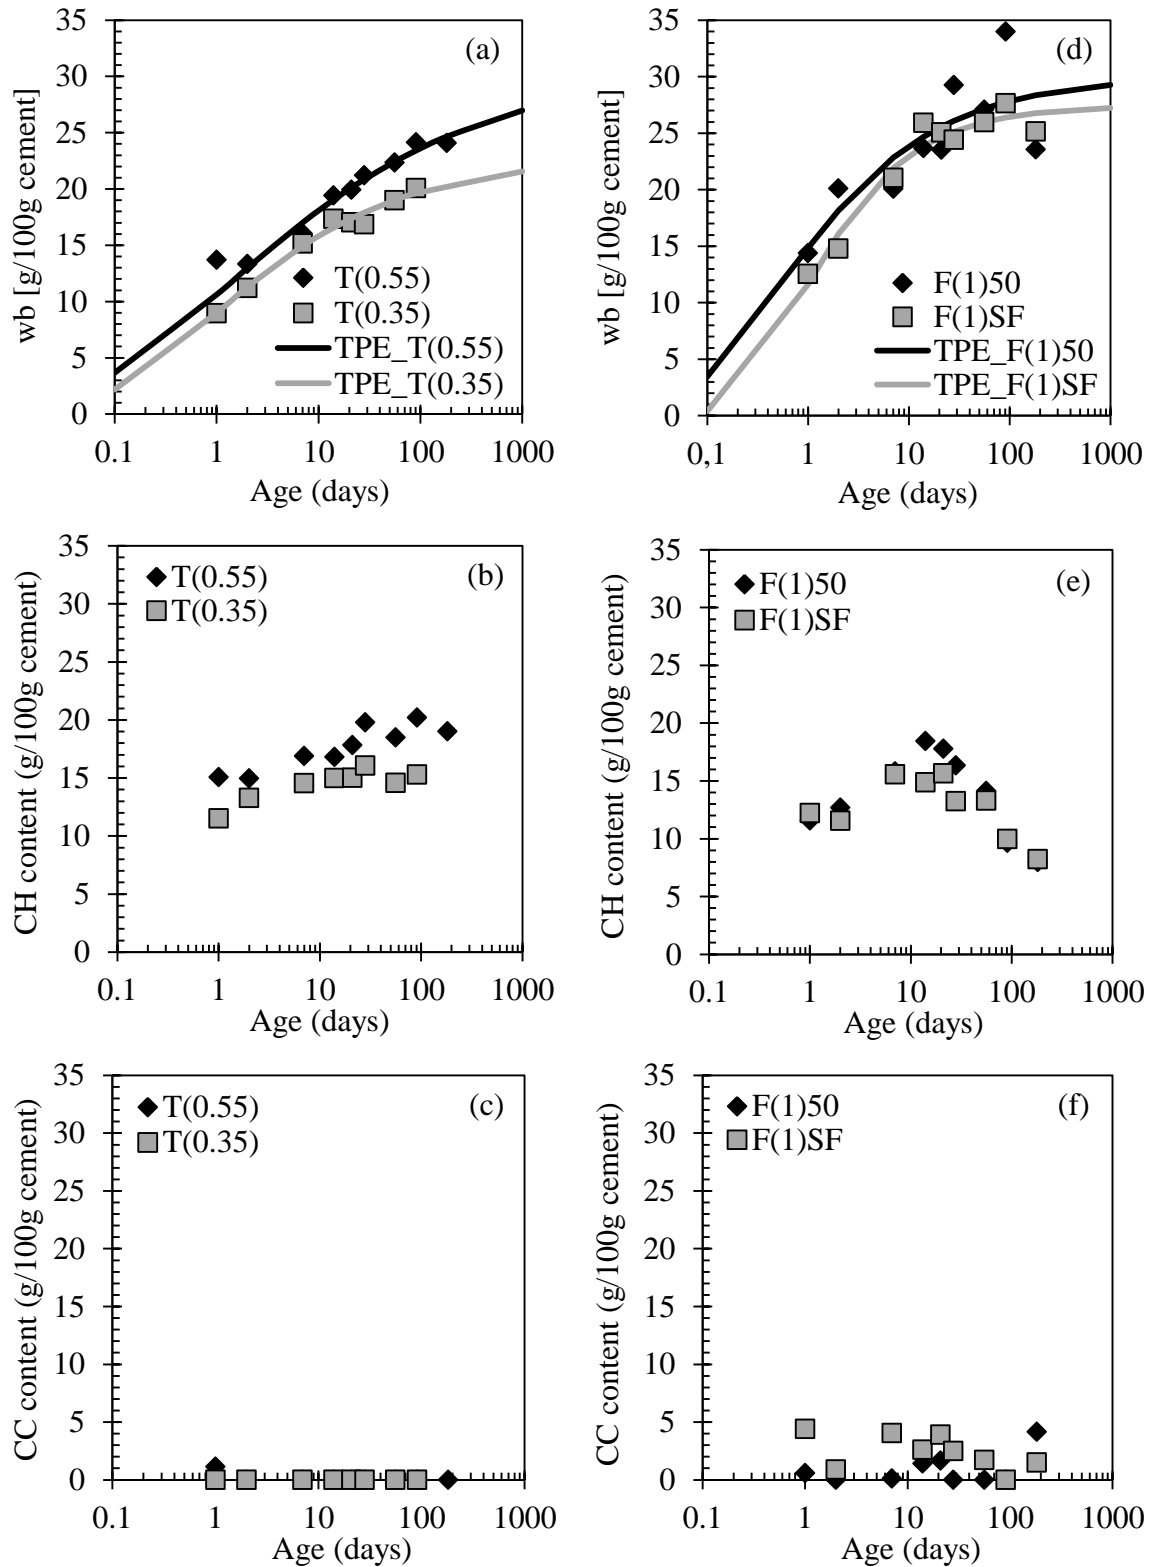 (a)
wb [g/100g cement]
35
30
25
20
15
10
5
0
T(0.55)
T(0.35)
TPE_T(0.55)
TPE_T(0.35)
0.1 1 10 100 1000
Age (days)
(d)
wb [g/100g cement]
35
30
25
20
15
10
5
0
F(1)50
F(1)SF
TPE_F(1)50
TPE_F(1)SF
0,1 1 10 100 1000
Age (days)
(b)
CH content (g/100g cement)
35
30
25
20
15
10
5
0
T(0.55)
T(0.35)
0.1 1 10 100 1000
Age (days)
(e)
CH content (g/100g cement)
35
30
25
20
15
10
5
0
F(1)50
F(1)SF
0.1 1 10 100 1000
Age (days)
(c)
CC content (g/100g cement)
35
30
25
20
15
10
5
0
T(0.55)
T(0.35)
0.1 1 10 100 1000
Age (days)
(f)
CC content (g/100g cement)
35
30
25
20
15
10
5
0
F(1)50
F(1)SF
0.1 1 10 100 1000
Age (days)